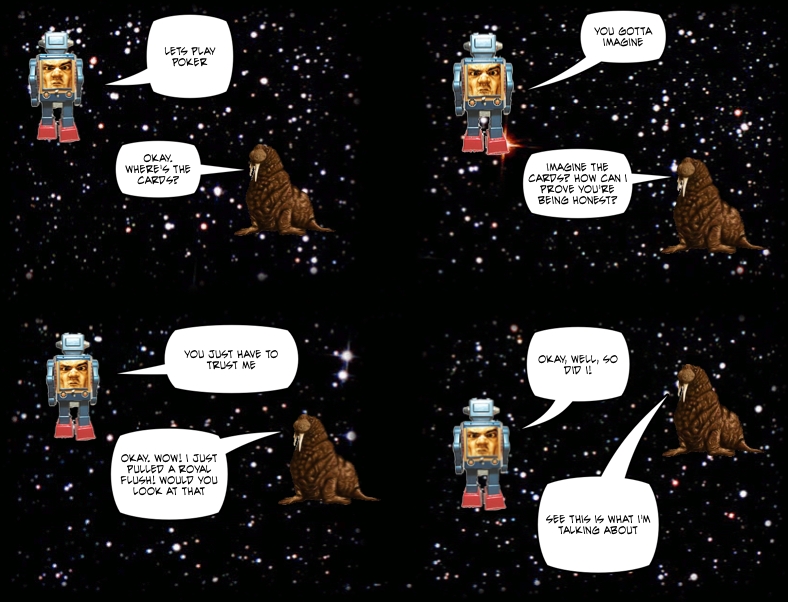 LETS PLAY
POKER
OKAY.
WHERE'S THE
CARDS?
YOU GOTTA
IMAGINE
IMAGINE THE
CARDS? HOW CAN I
PROVE YOU'RE
BEING HONEST?
YOU JUST HAVE TO
TRUST ME
OKAY. WOW! I JUST
PULLED A ROYAL
FLUSH! WOULD YOU
LOOK AT THAT
OKAY, WELL, SO
DID I!
SEE THIS IS WHAT I'M
TALKING ABOUT